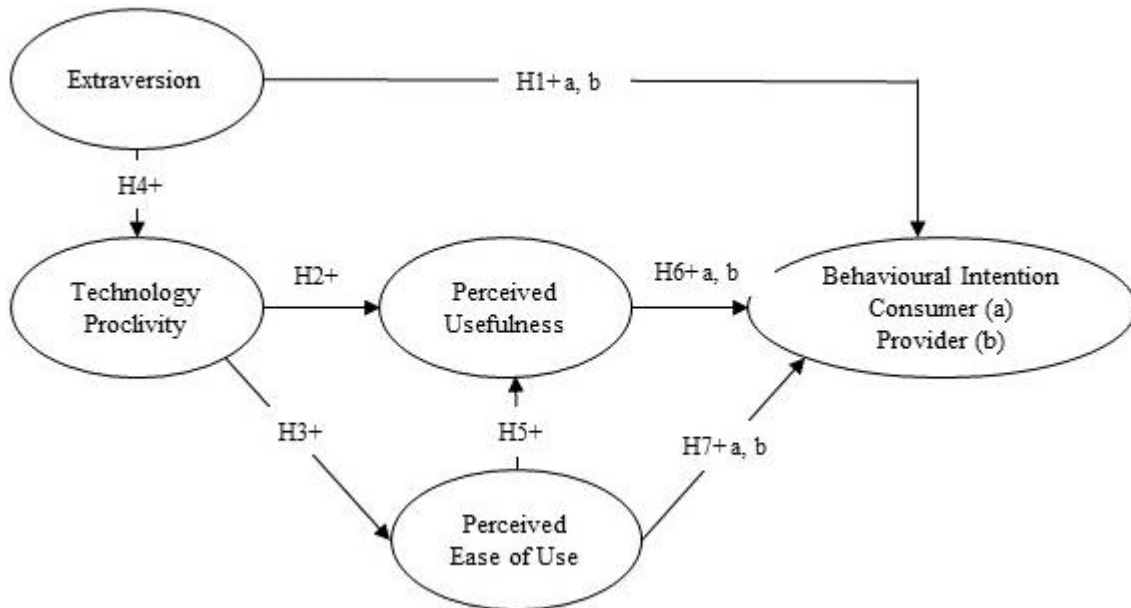 Extraversion
H1+ a, b
H4+
Technology
Proclivity
H2+
Perceived
Usefulness
H6+ a, b
Behavioural Intention
Consumer (a)
Provider (b)
H3+
H5+
H7+ a, b
Perceived
Ease of Use